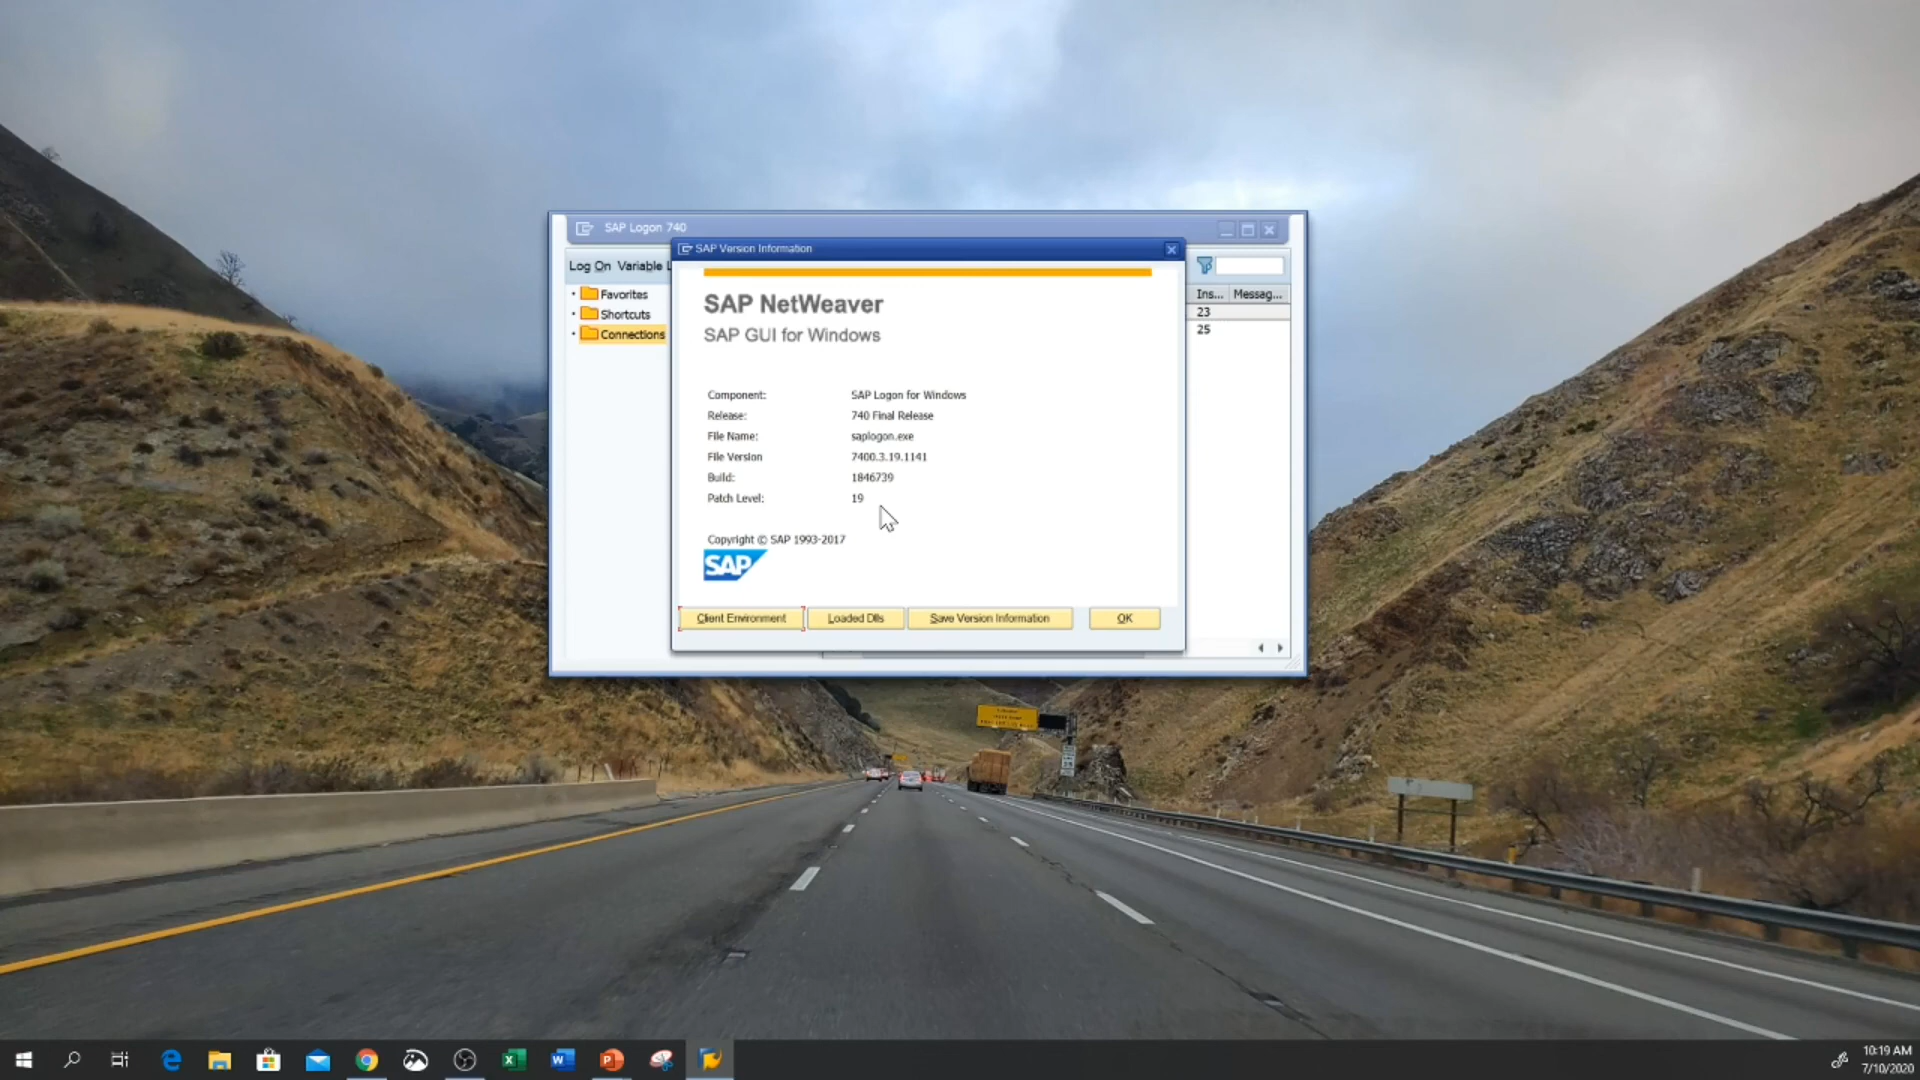 SAP Logon 740
SAP Version Information
Log On Variable L
Favorites
Shortcuts
Connections
Ins... Messag...
23
25
SAP NetWeaver
SAP GUI for Windows
Component: SAP Logon for Windows
Release: 740 Final Release
File Name: saplogon.exe
File Version 7400.3.19.1141
Build: 1846739
Patch Level: 19
Copyright © SAP 1993-2017
SAP
Client Environment Loaded Dlls Save Version Information OK
10:19 AM
7/10/2020